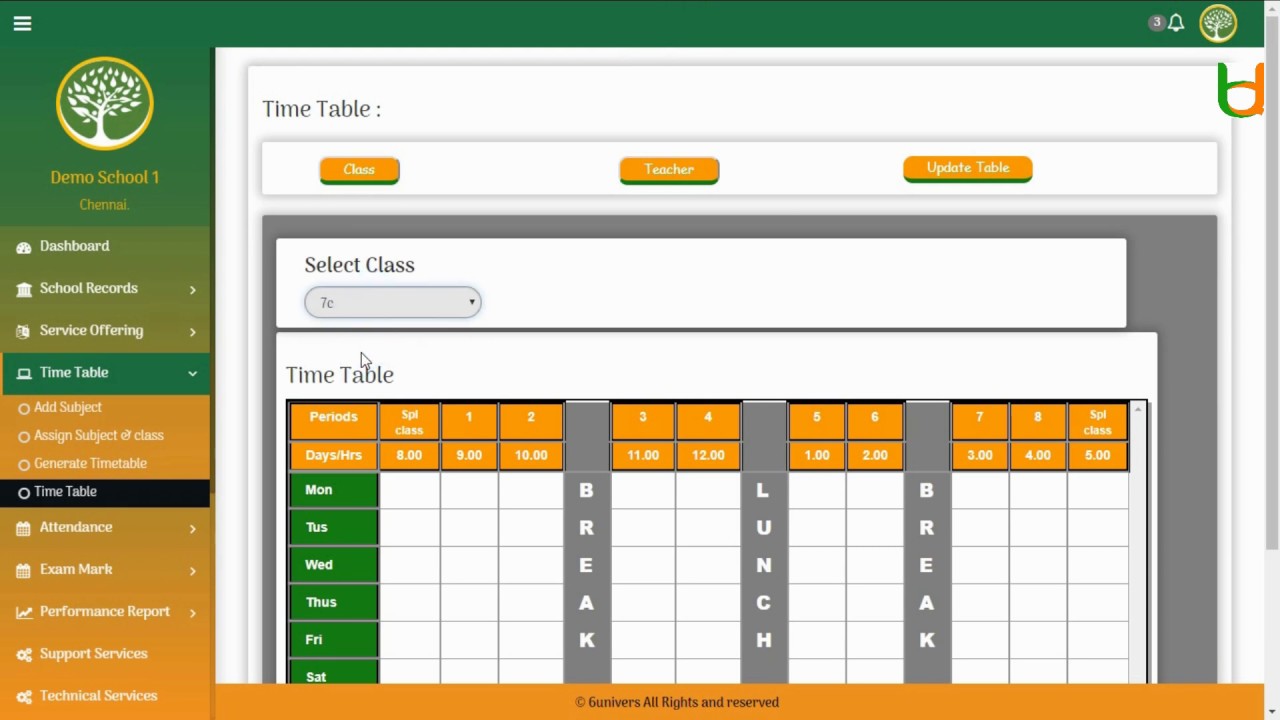 3
Demo School 1
Chennai.
Dashboard
School Records
Service Offering
Time Table
Add Subject
Assign Subject & class
Generate Timetable
Time Table
Attendance
Exam Mark
Performance Report
Support Services
Technical Services
Time Table :
Class Teacher Update Table
Select Class
7c
Time Table
Periods Spl class 1 2 3 4 5 6 7 8 Spl class
Days/Hrs 8.00 9.00 10.00 11.00 12.00 1.00 2.00 3.00 4.00 5.00
Mon B L B
Tus R U R
Wed E N E
Thus A C A
Fri K H K
Sat
© 6univers All Rights and reserved